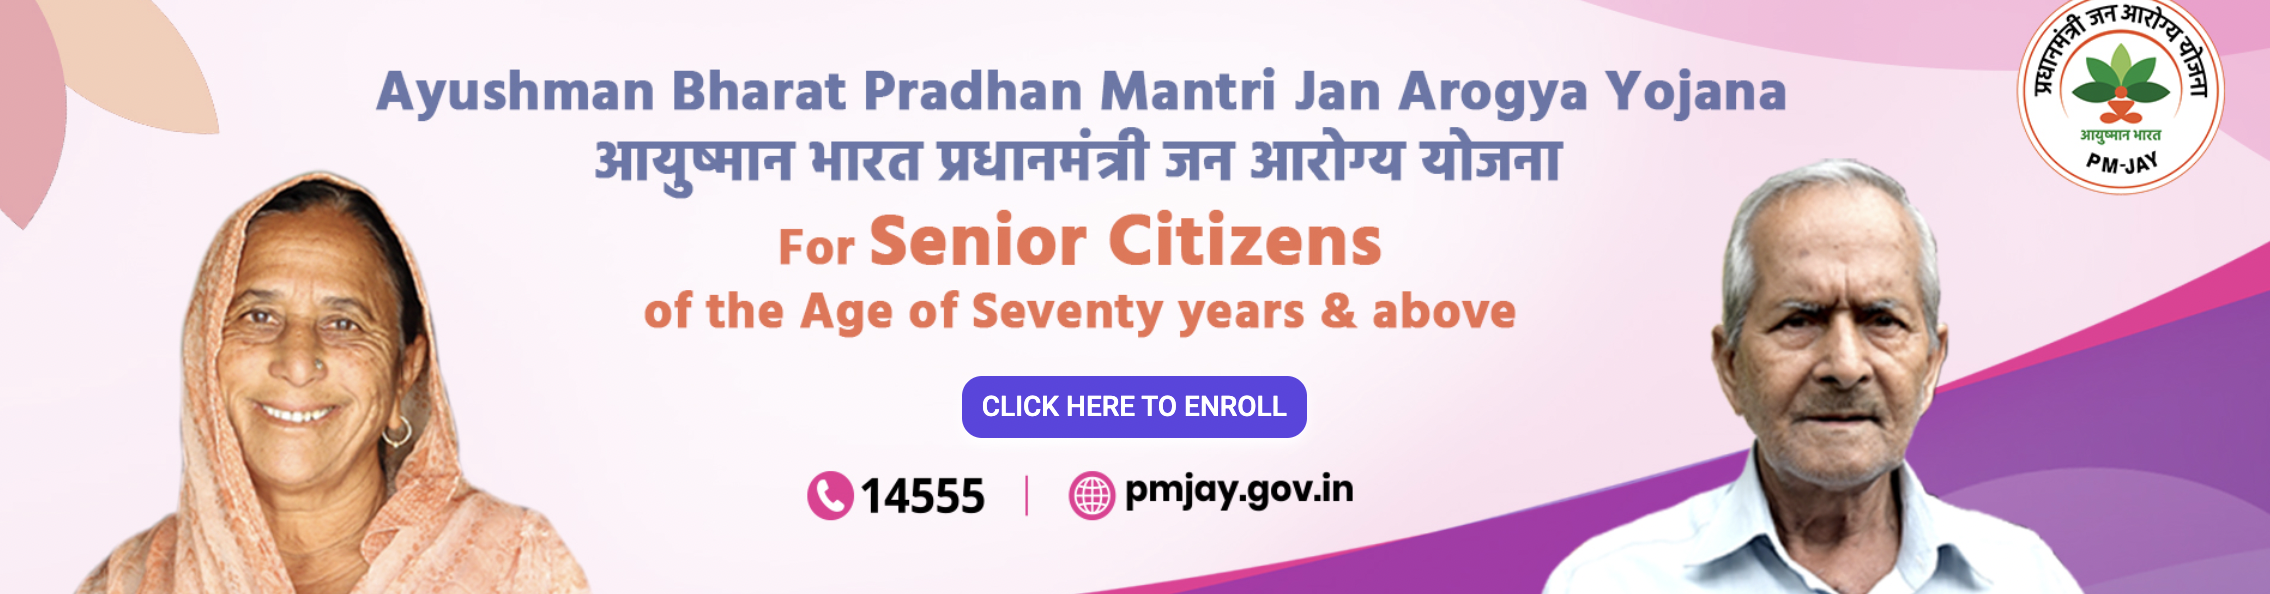 Ayushman Bharat Pradhan Mantri Jan Arogya Yojana
आयुष्मान भारत प्रधानमंत्री जन आरोग्य योजना
For Senior Citizens
of the Age of Seventy years & above
CLICK HERE TO ENROLL
14555 | pmjay.gov.in
प्रधानमंत्री जन आरोग्य योजना
आयुष्मान भारत
PM-JAY